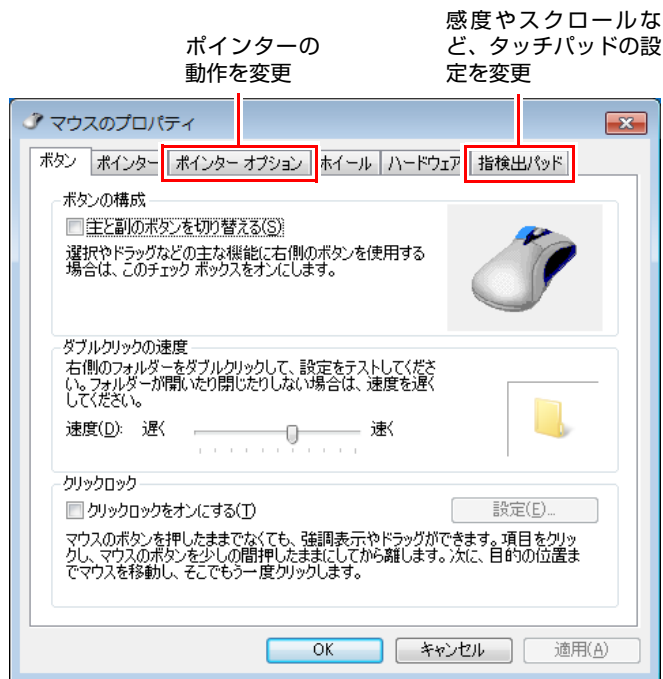 感度やスクロールな
ど、タッチパッドの設
定を変更
ポインターの
動作を変更
マウスのプロパティ
ボタン ポインター ポインター オプション ホイール ハードウェア 指検出パッド
ボタンの構成
主と副のボタンを切り替える(S)
選択やドラッグなどの主な機能に右側のボタンを使用する
場合は、このチェック ボックスをオンにします。
ダブルクリックの速度
右側のフォルダーをダブルクリックして、設定をテストしてくださ
い。フォルダーが開いたり閉じたりしない場合は、速度を遅く
してください。
速度(D): 遅く 速く
クリックロック
クリックロックをオンにする(T) 設定(E)...
マウスのボタンを押したままでなくても、強調表示やドラッグができます。項目をクリッ
クし、マウスのボタンを少しの間押したままにしてから離します。次に、目的の位置ま
でマウスを移動し、そこでもう一度クリックします。
OK キャンセル 適用(A)